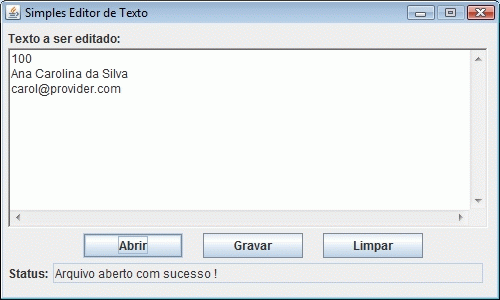 Simples Editor de Texto
Texto a ser editado:
100
Ana Carolina da Silva
carol@provider.com
Abrir Gravar Limpar
Status: Arquivo aberto com sucesso !